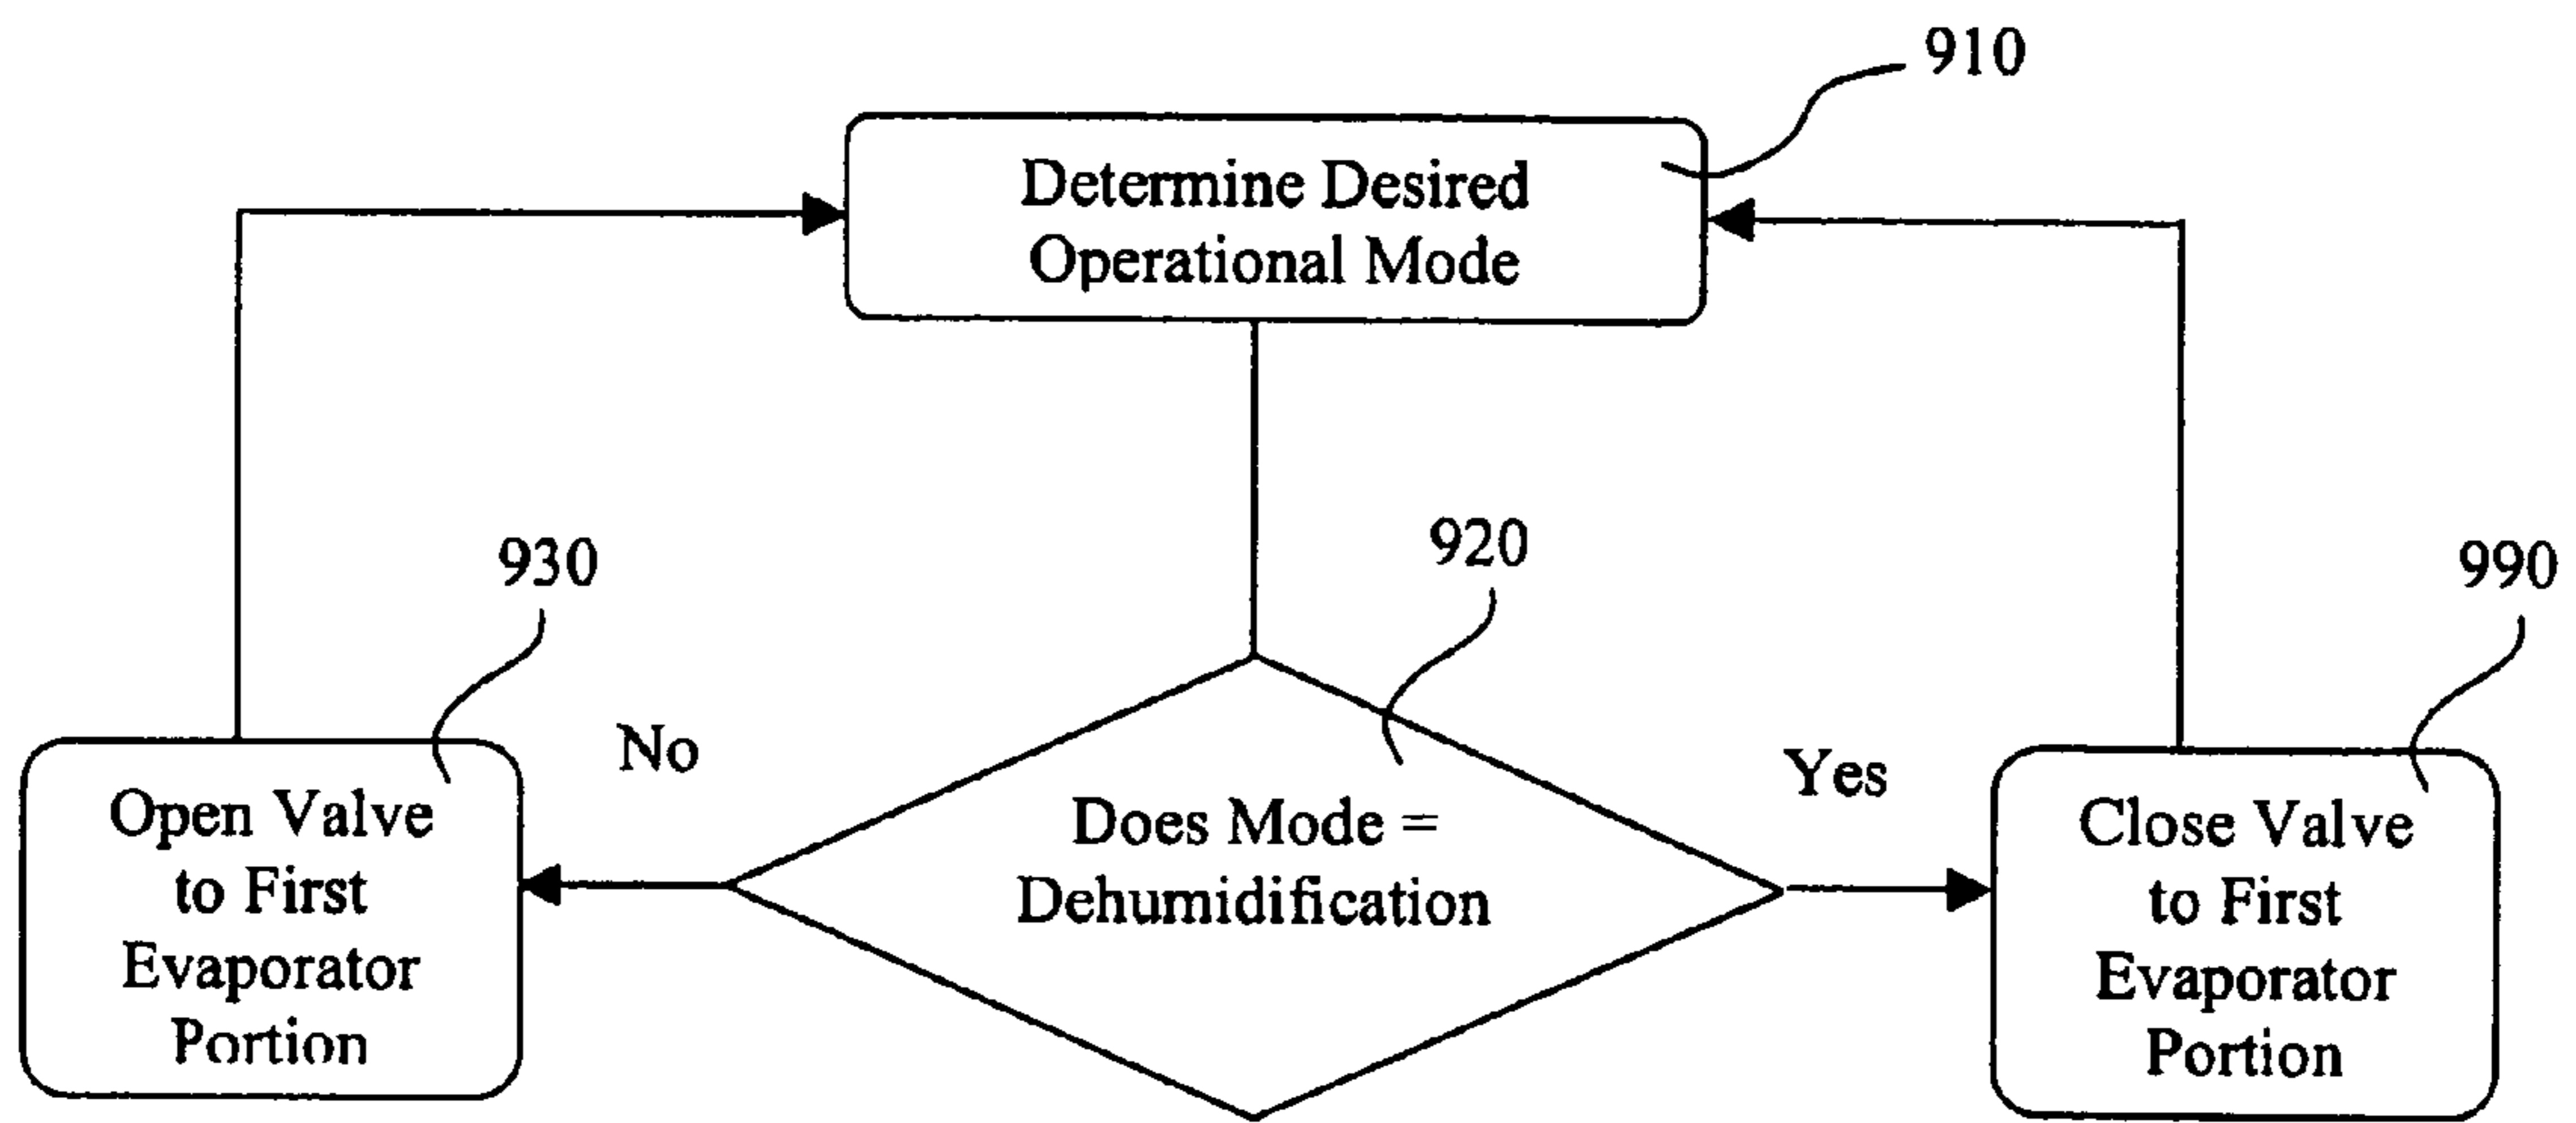 910
Determine Desired
Operational Mode
930
920
990
No
Yes
Open Valve
to First
Evaporator
Portion
Does Mode =
Dehumidification
Close Valve
to First
Evaporator
Portion